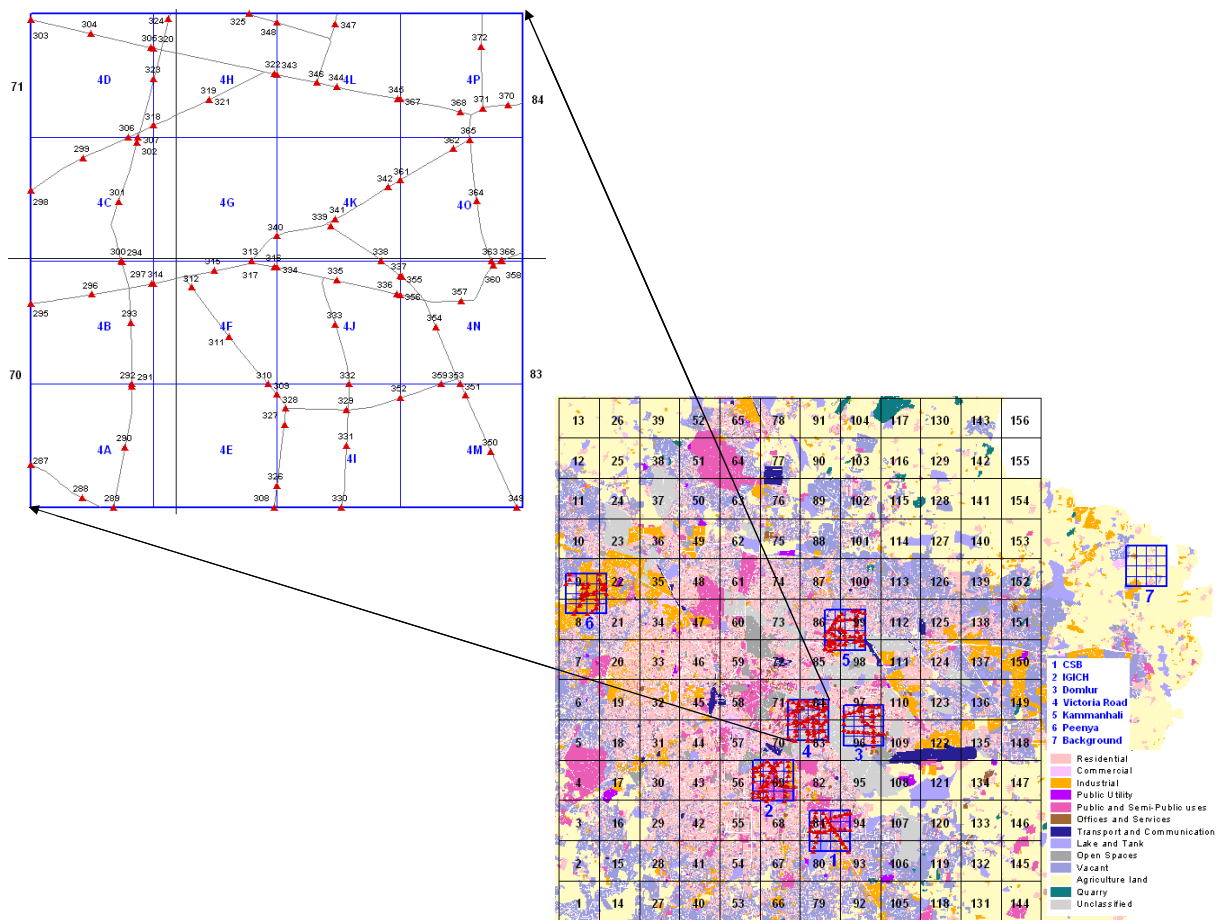 324 325 347
303 304 305 320 348 372
71 4D 323 4H 322 343 346 344 4L 4P 84
319 321 345 367 368 371 370
318
306 307 302 365
299 362
298 301 4C 4G 342 361 4K 364 4O
339 341
340
300 294 313 338 363 366
297 314 315 317 316 334 335 337 355 360 358
296 312 336 356 357
295
293 333 354
4B 4F 4J 4N
311
70 83
292 291 310 332 359 353
309 352 351
328 329
327
290 331 350
4A 4E 4I 4M
287
288 326
289 308 330 349
13 26 39 52 65 78 91 104 117 130 143 156
12 25 38 51 64 77 90 103 116 129 142 155
11 24 37 50 63 76 89 102 115 128 141 154
10 23 36 49 62 75 88 101 114 127 140 153
9 22 35 48 61 74 87 100 113 126 139 152
7
6
8 21 34 47 60 73 86 99 112 125 138 151
7 20 33 46 59 72 85 5 98 111 124 137 150
6 19 32 45 58 71 84 97 110 123 136 149
5 18 31 44 57 70 4 83 3 96 109 122 135 148
4 17 30 43 56 69 82 95 108 121 134 147
2
3 16 29 42 55 68 81 94 107 120 133 146
1
2 15 28 41 54 67 80 93 106 119 132 145
1 14 27 40 53 66 79 92 105 118 131 144
1 CSB
2 IGICH
3 Domlur
4 Victoria Road
5 Kammanhali
6 Peenya
7 Background
Residential
Commercial
Industrial
Public Utility
Public and Semi-Public uses
Offices and Services
Transport and Communication
Lake and Tank
Open Spaces
Vacant
Agriculture land
Quarry
Unclassified